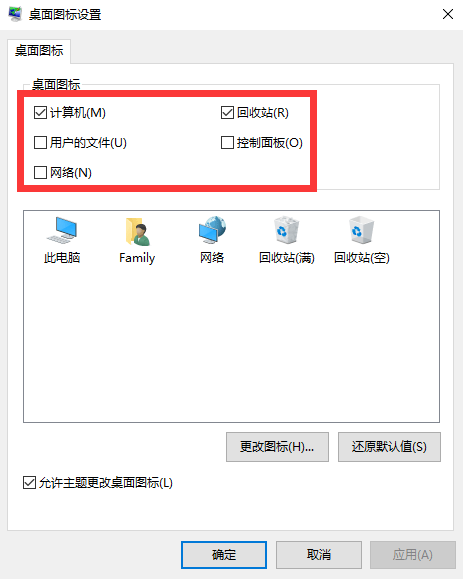 桌面图标设置
桌面图标
桌面图标
计算机(M) 回收站(R)
用户的文件(U) 控制面板(O)
网络(N)
此电脑 Family 网络 回收站(满) 回收站(空)
更改图标(H)... 还原默认值(S)
允许主题更改桌面图标(L)
确定 取消 应用(A)